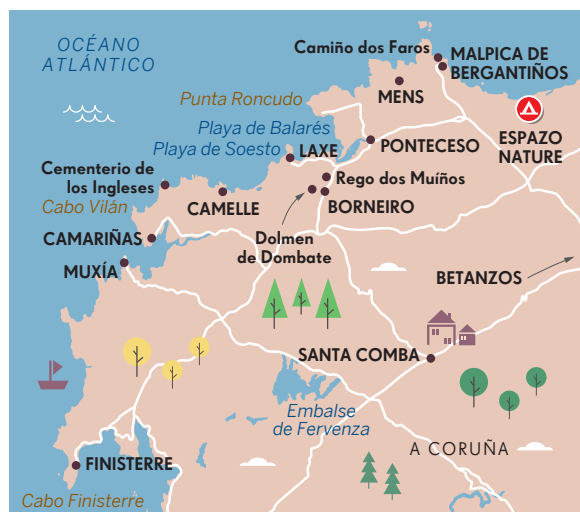 OCÉANO
ATLÁNTICO
Camiño dos Faros
MALPICA DE
BERGANTIÑOS
MENS
Punta Roncudo
ESPAZO
NATURE
Playa de Balarés
Playa de Soesto
LAXE
PONTECESO
Cementerio de
los Ingleses
Rego dos Muíños
Cabo Vilán
CAMELLE
BORNEIRO
CAMARIÑAS
Dolmen
de Dombate
MUXÍA
BETANZOS
SANTA COMBA
Embalse
de Fervenza
A CORUÑA
FINISTERRE
Cabo Finisterre